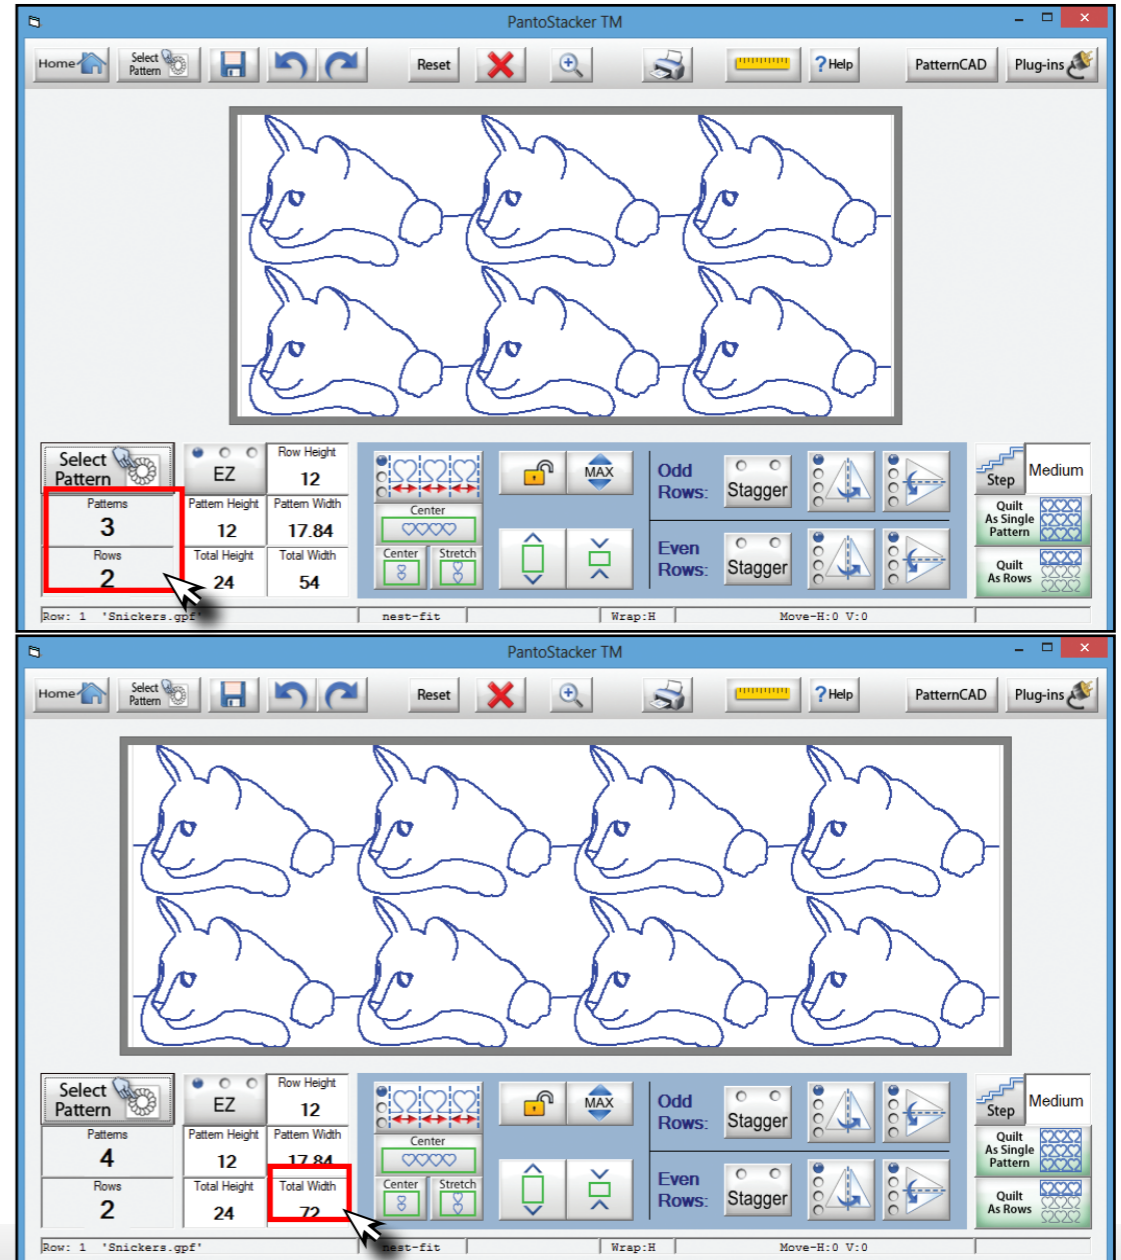 PantoStacker TM
Home
Select
Pattern
Reset
?Help
PatternCAD
Plug-ins
Select
Pattern
EZ
Row Height
12
Patterns
3
Pattern Height
12
Pattern Width
17.84
Rows
2
Total Height
24
Total Width
54
Center
Center
Stretch
MAX
Odd
Rows:
Stagger
Even
Rows:
Stagger
Step
Medium
Quilt
As Single
Pattern
Quilt
As Rows
Row: 1 'Snickers.gpf'
nest-fit
Wrap:H
Move-H:0 V:0
PantoStacker TM
Home
Select
Pattern
Reset
?Help
PatternCAD
Plug-ins
Select
Pattern
EZ
Row Height
12
Patterns
4
Pattern Height
12
Pattern Width
17.84
Rows
2
Total Height
24
Total Width
72
Center
Center
Stretch
MAX
Odd
Rows:
Stagger
Even
Rows:
Stagger
Step
Medium
Quilt
As Single
Pattern
Quilt
As Rows
Row: 1 'Snickers.gpf'
nest-fit
Wrap:H
Move-H:0 V:0